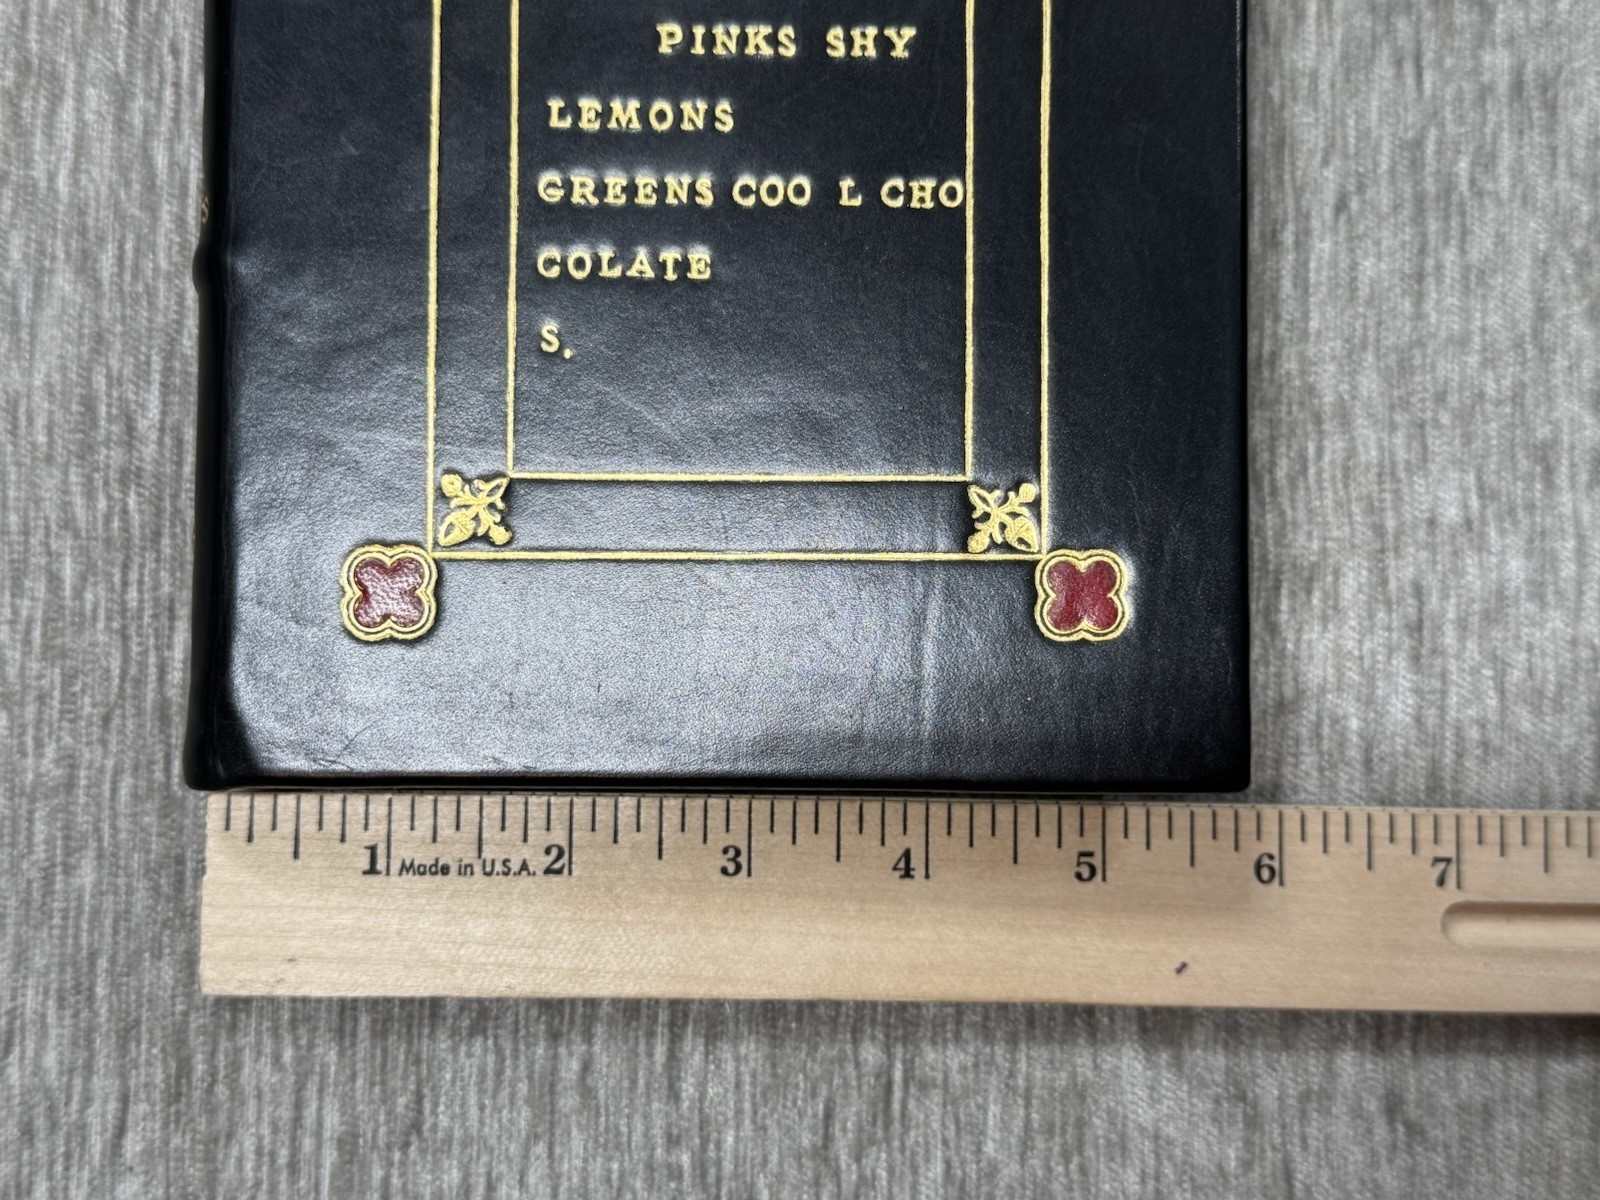 PINKS SHY
LEMONS
GREENS COO L CHO
COLATE
S.
S
1 Made in U.S.A. 2 3 4 5 6 7